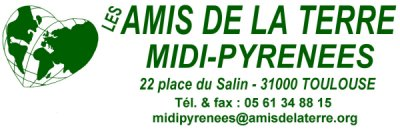 LES AMIS DE LA TERRE
MIDI-PYRENEES
22 place du Salin - 31000 TOULOUSE
Tél. & fax : 05 61 34 88 15
midipyrenees@amisdelaterre.org